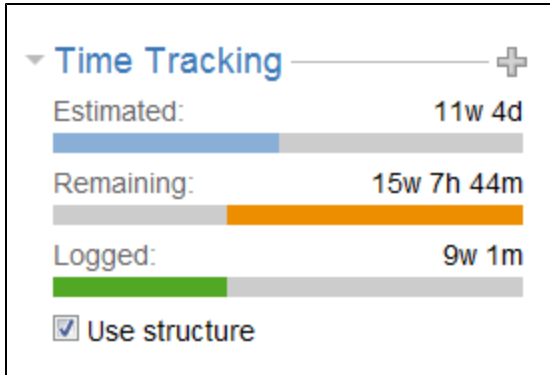 Time Tracking
Estimated: 11w 4d
Remaining: 15w 7h 44m
Logged: 9w 1m
Use structure